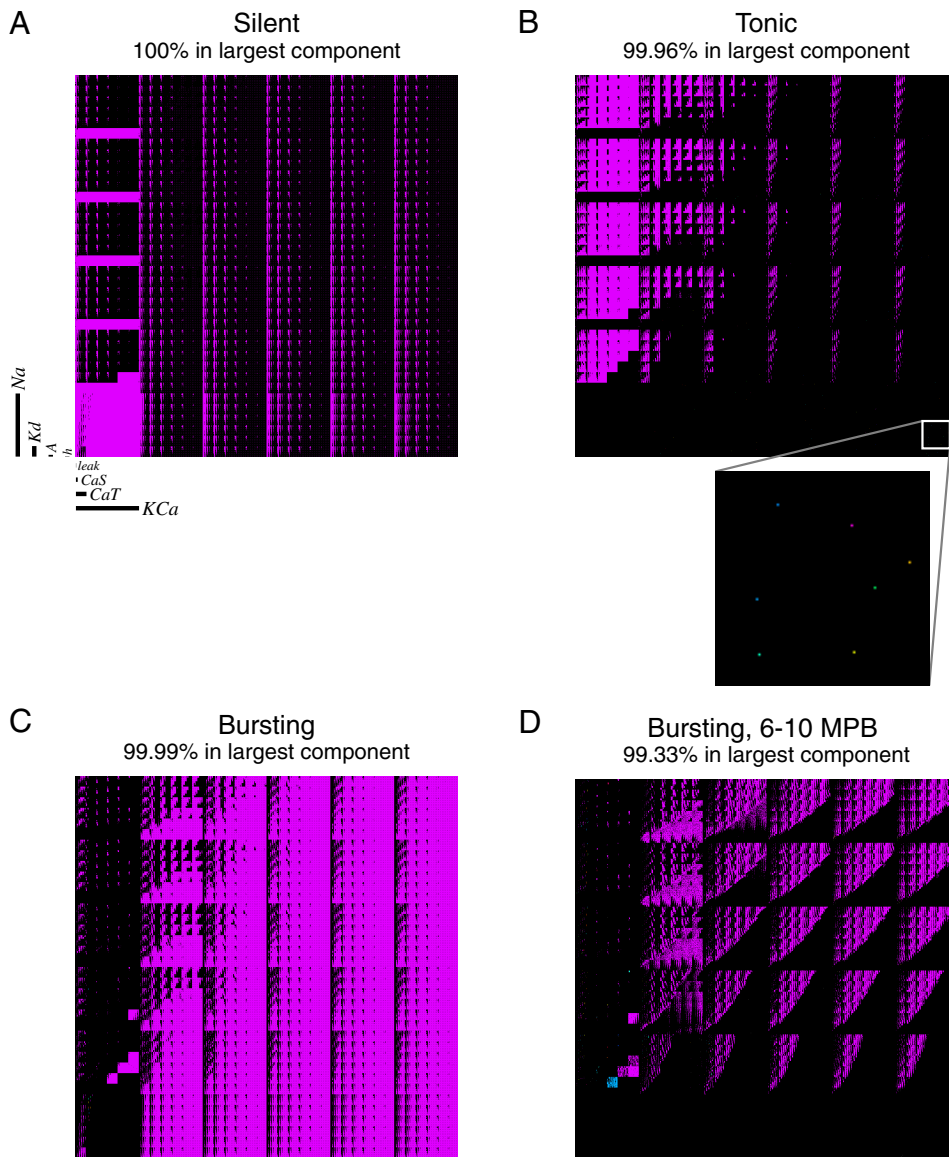 A
Silent
100% in largest component
B
Tonic
99.96% in largest component
Na
Kd
A
h
leak
CaS
CaT
KCa
C
Bursting
99.99% in largest component
D
Bursting, 6-10 MPB
99.33% in largest component